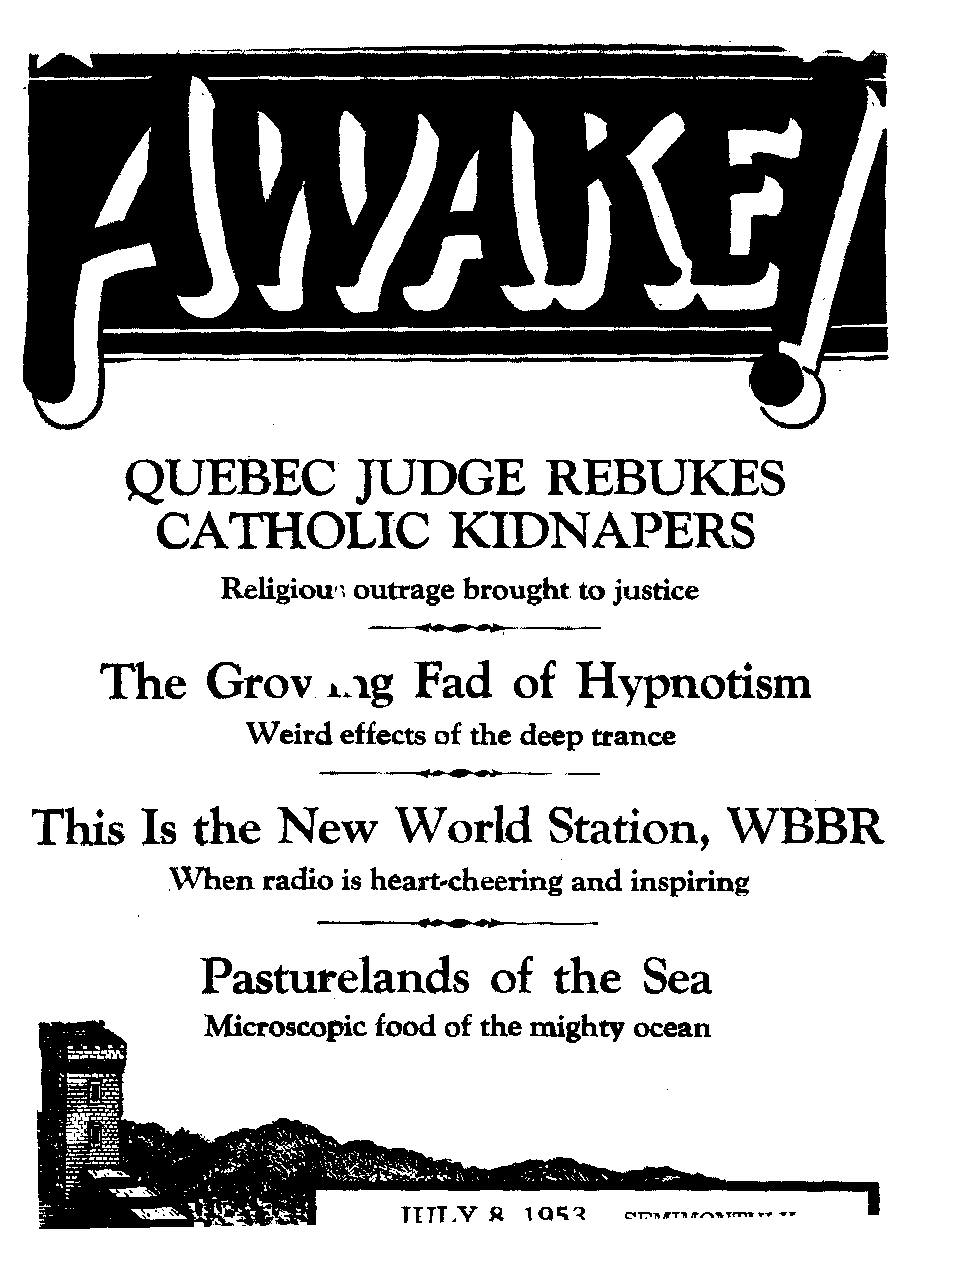 AWAKE!
QUEBEC JUDGE REBUKES
CATHOLIC KIDNAPERS
Religious outrage brought to justice
The Growing Fad of Hypnotism
Weird effects of the deep trance
This Is the New World Station, WBBR
When radio is heart-cheering and inspiring
Pasturelands of the Sea
Microscopic food of the mighty ocean
JULY 8, 1953 SEMIMONTHLY